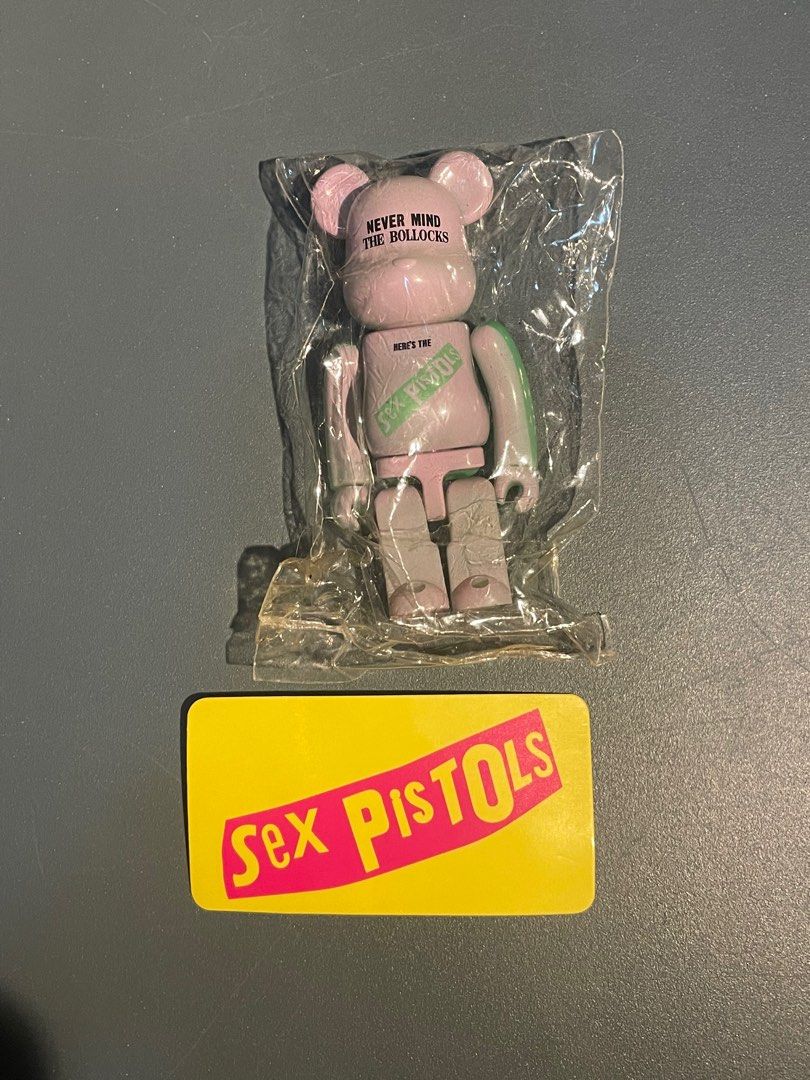 NEVER MIND
THE BOLLOCKS
HERE'S THE
Sex PisTOLS
Sex PisTOLS